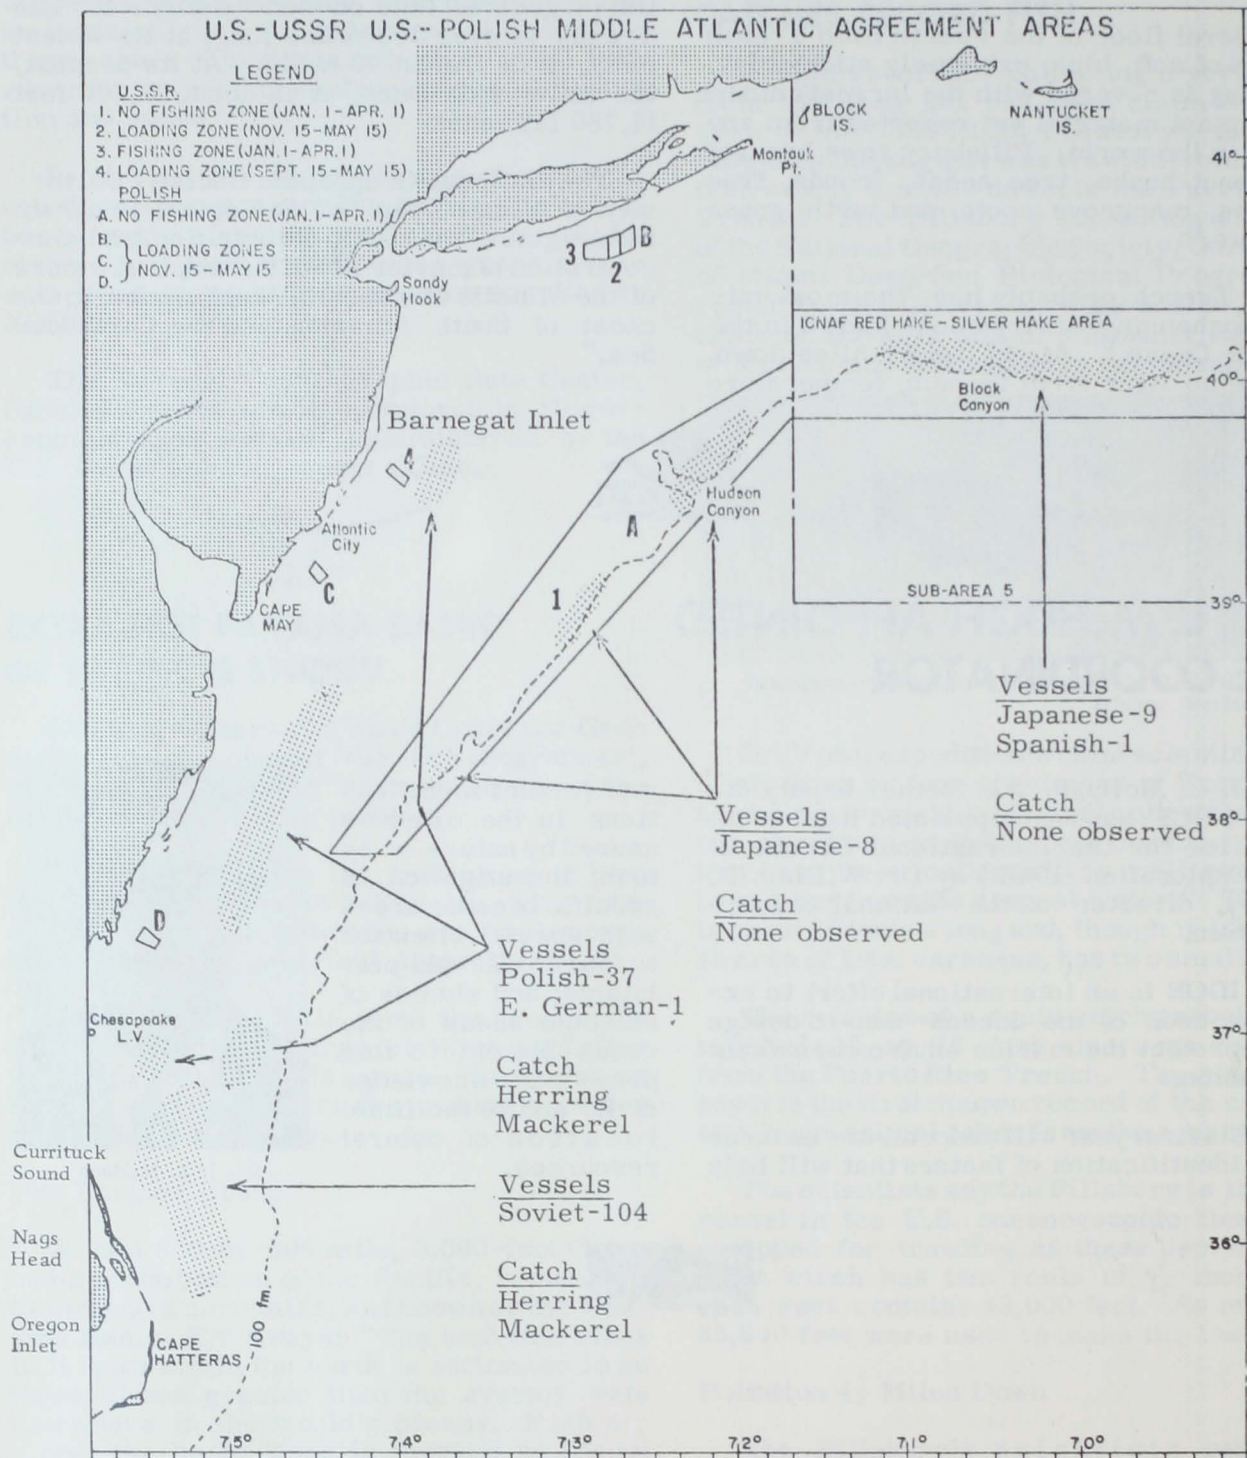 U.S.-USSR U.S.-POLISH MIDDLE ATLANTIC AGREEMENT AREAS
LEGEND
U.S.S.R.
1. NO FISHING ZONE (JAN. 1-APR. 1)
2. LOADING ZONE (NOV. 15-MAY 15)
3. FISHING ZONE (JAN. 1-APR. 1)
4. LOADING ZONE (SEPT. 15-MAY 15)
POLISH
A. NO FISHING ZONE (JAN. 1-APR. 1)
B.
C.
D.
LOADING ZONES
NOV. 15-MAY 15
BLOCK
IS.
NANTUCKET
IS.
Montauk
Pt.
41°
3
2
B
Sandy
Hook
ICNAF RED HAKE-SILVER HAKE AREA
40°
Block
Canyon
Barnegat Inlet
4
Hudson
Canyon
A
Atlantic
City
C
1
CAPE
MAY
SUB-AREA 5
39°
Vessels
Japanese-9
Spanish-1
Catch
None observed
38°
Vessels
Japanese-8
Catch
None observed
D
Vessels
Polish-37
E. German-1
Catch
Herring
Mackerel
Chesapeake
L.V.
37°
Currituck
Sound
Vessels
Soviet-104
Catch
Herring
Mackerel
Nags
Head
36°
Oregon
Inlet
CAPE
HATTERAS
100 fm.
75°
74°
73°
72°
71°
70°